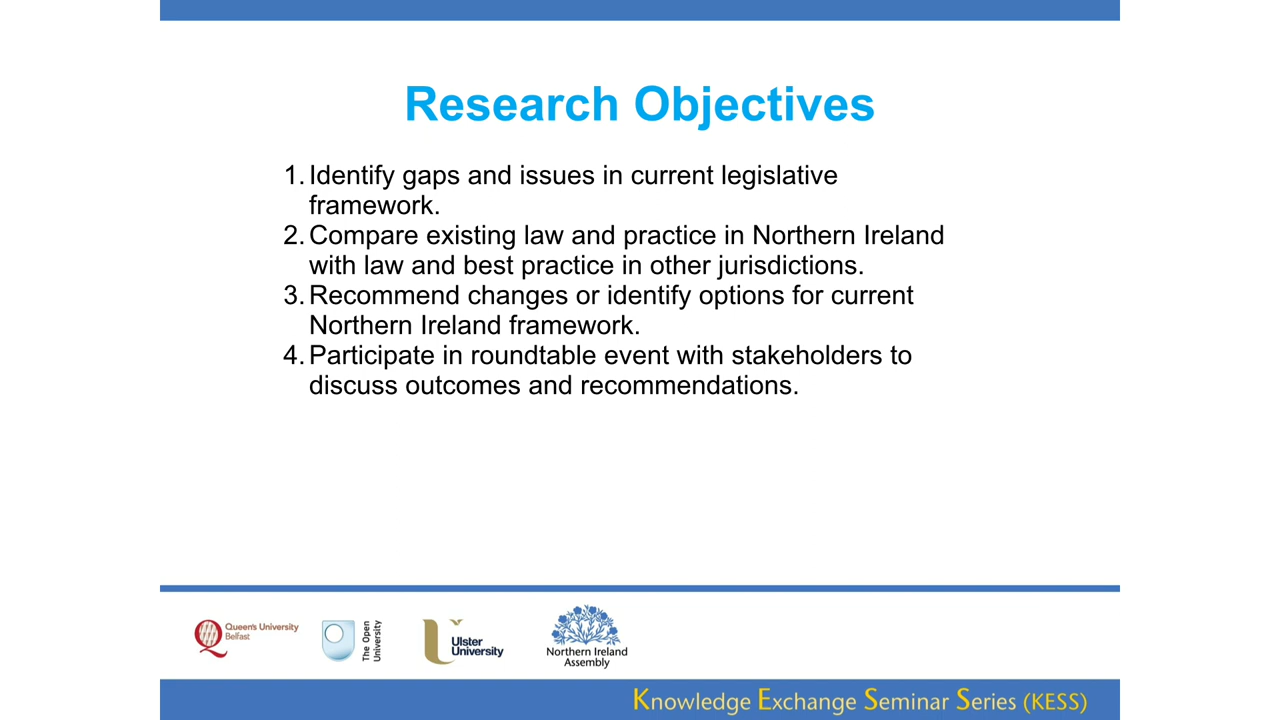 Research Objectives
1. Identify gaps and issues in current legislative
framework.
2. Compare existing law and practice in Northern Ireland
with law and best practice in other jurisdictions.
3. Recommend changes or identify options for current
Northern Ireland framework.
4. Participate in roundtable event with stakeholders to
discuss outcomes and recommendations.
Queen's University
Belfast
The Open
University
Ulster
University
Northern Ireland
Assembly
Knowledge Exchange Seminar Series (KESS)